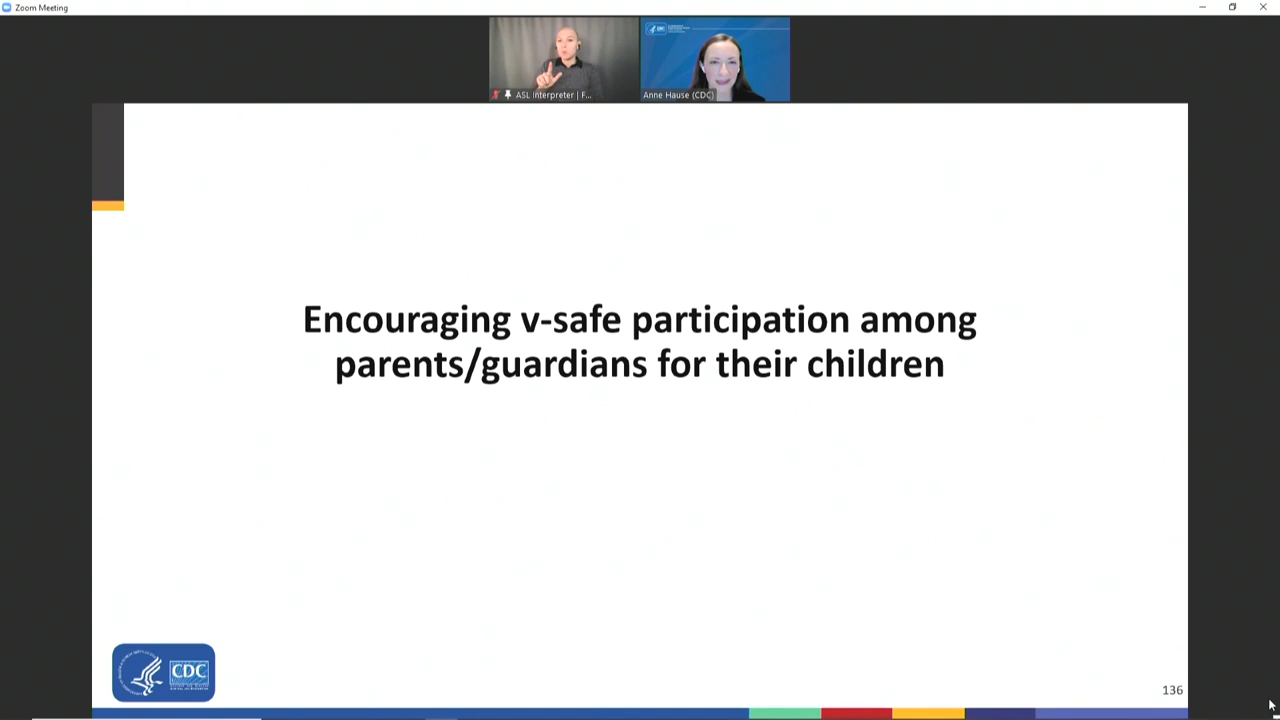 Zoom Meeting
ASL Interpreter | F...
Anne Hause (CDC)
Encouraging v-safe participation among
parents/guardians for their children
CDC
136